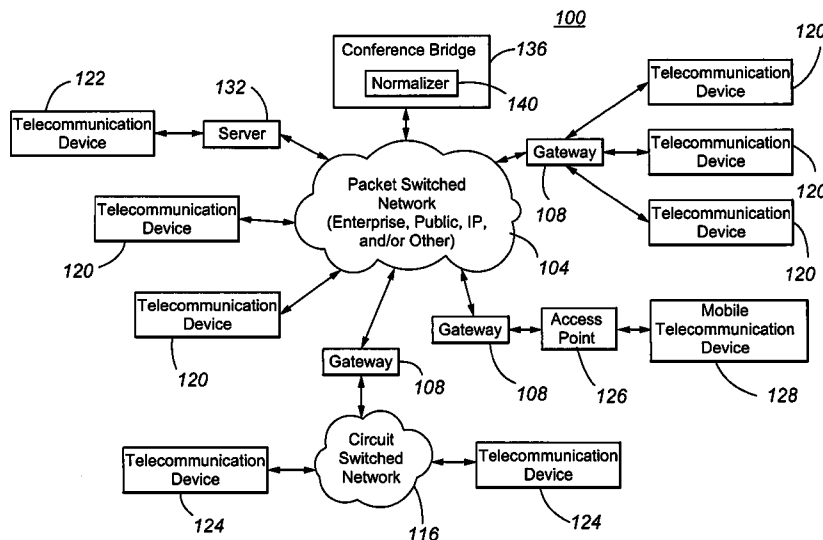 100
Conference Bridge
136
Normalizer
140
120
Telecommunication
Device
122
132
Telecommunication
Device
Server
Gateway
108
Telecommunication
Device
120
Packet Switched
Network
(Enterprise, Public, IP,
and/or Other)
104
Telecommunication
Device
120
Telecommunication
Device
120
Telecommunication
Device
120
Gateway
108
Gateway
108
Access
Point
126
Mobile
Telecommunication
Device
128
Circuit
Switched
Network
116
Telecommunication
Device
124
Telecommunication
Device
124